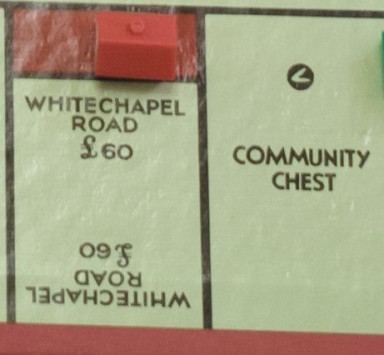 WHITECHAPEL
ROAD
£60
COMMUNITY
CHEST
WHITECHAPEL
ROAD
£60